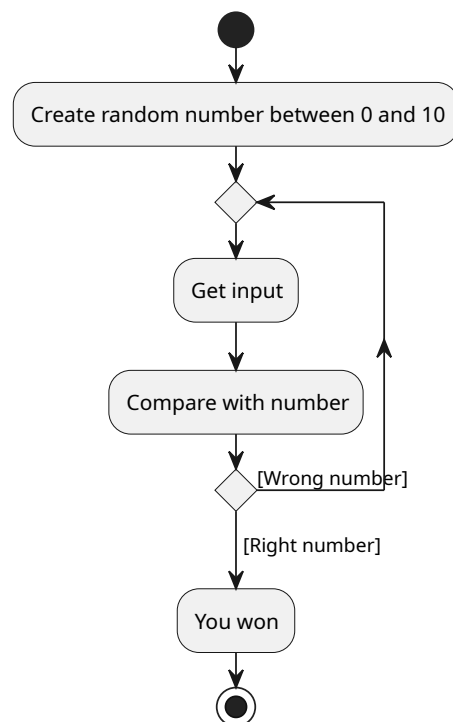 Create random number between 0 and 10
Get input
Compare with number
[Wrong number]
[Right number]
You won